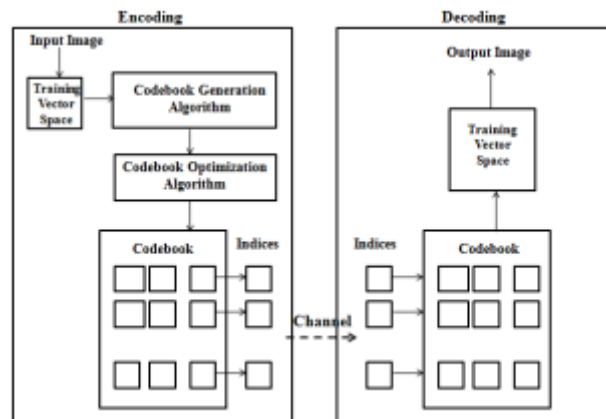 Encoding
Input Image
Training
Vector
Space
Codebook Generation
Algorithm
Codebook Optimization
Algorithm
Codebook
Indices
Channel
Decoding
Output Image
Training
Vector
Space
Indices
Codebook